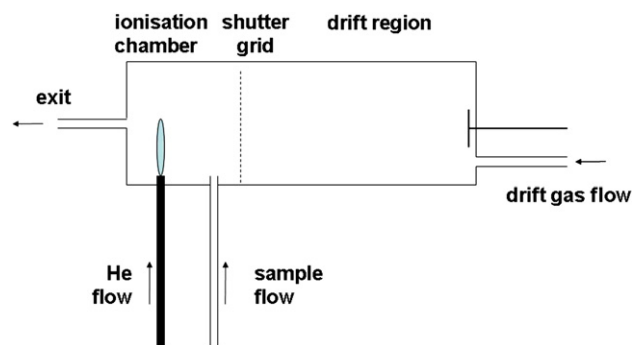 ionisation chamber
shutter grid
drift region
exit
drift gas flow
He flow
sample flow